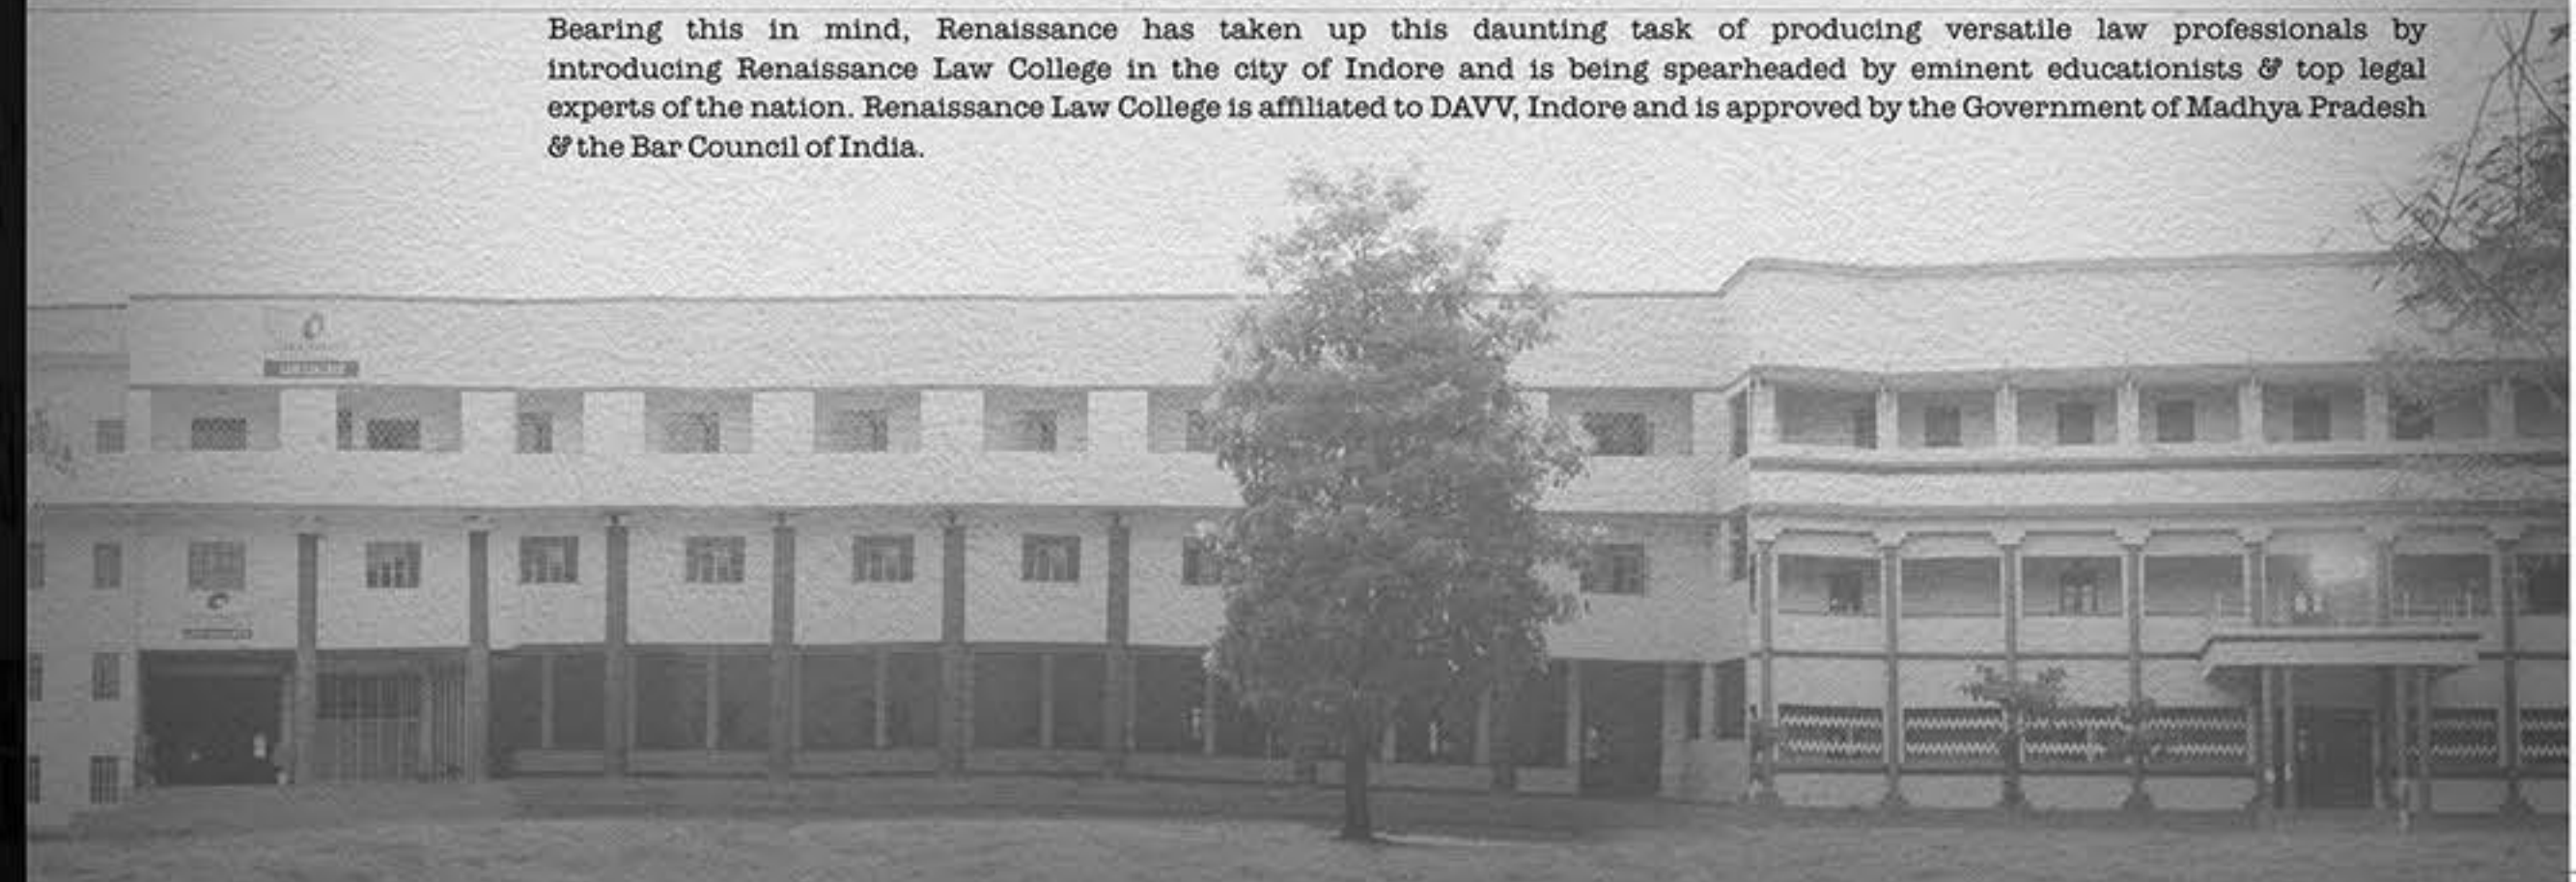 Bearing this in mind, Renaissance has taken up this daunting task of producing versatile law professionals by
introducing Renaissance Law College in the city of Indore and is being spearheaded by eminent educationists & top legal
experts of the nation. Renaissance Law College is affiliated to DAVV, Indore and is approved by the Government of Madhya Pradesh
& the Bar Council of India.